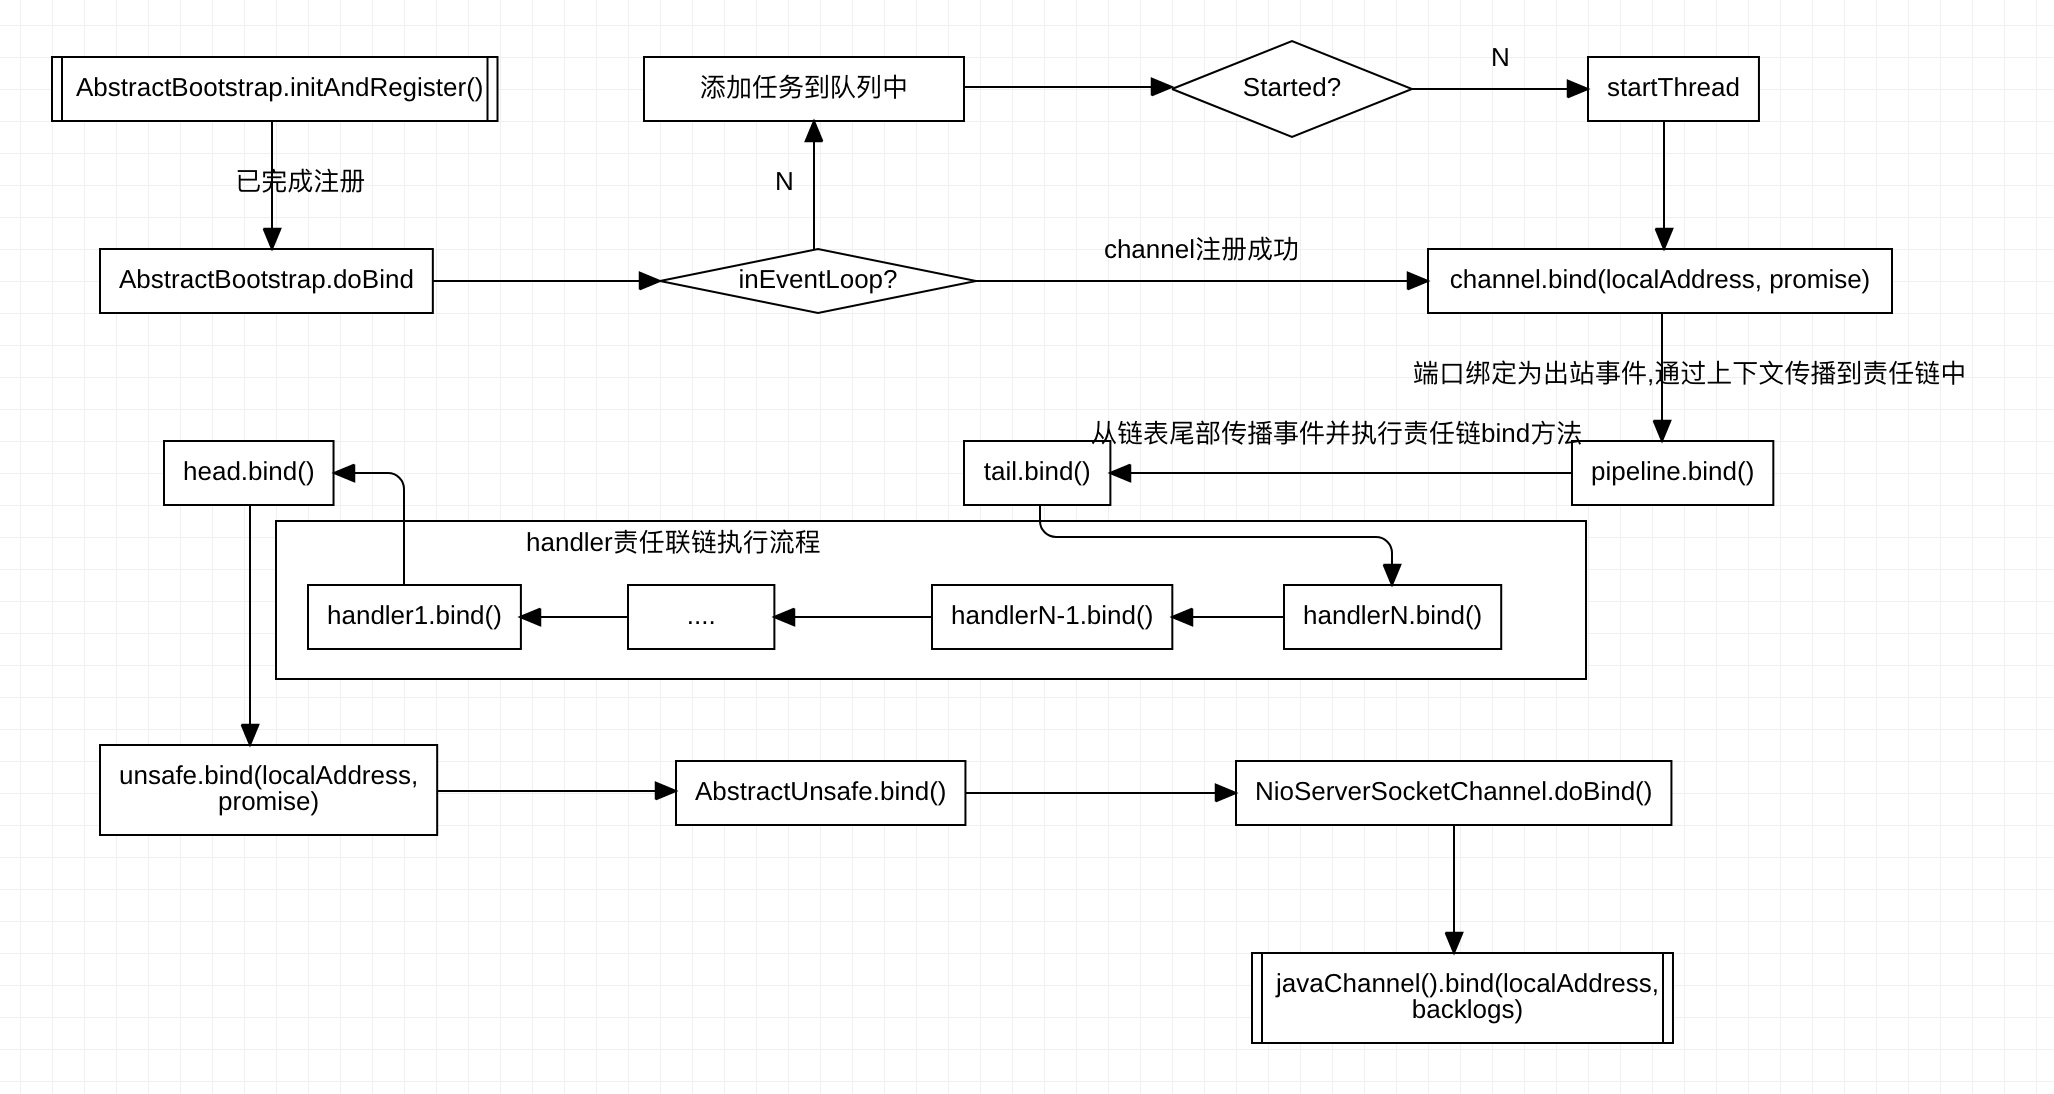 AbstractBootstrap.initAndRegister()
添加任务到队列中
Started?
N
startThread
已完成注册
N
AbstractBootstrap.doBind
inEventLoop?
channel注册成功
channel.bind(localAddress, promise)
端口绑定为出站事件,通过上下文传播到责任链中
从链表尾部传播事件并执行责任链bind方法
head.bind()
tail.bind()
pipeline.bind()
handler责任联链执行流程
handler1.bind()
....
handlerN-1.bind()
handlerN.bind()
unsafe.bind(localAddress,
promise)
AbstractUnsafe.bind()
NioServerSocketChannel.doBind()
javaChannel().bind(localAddress,
backlogs)